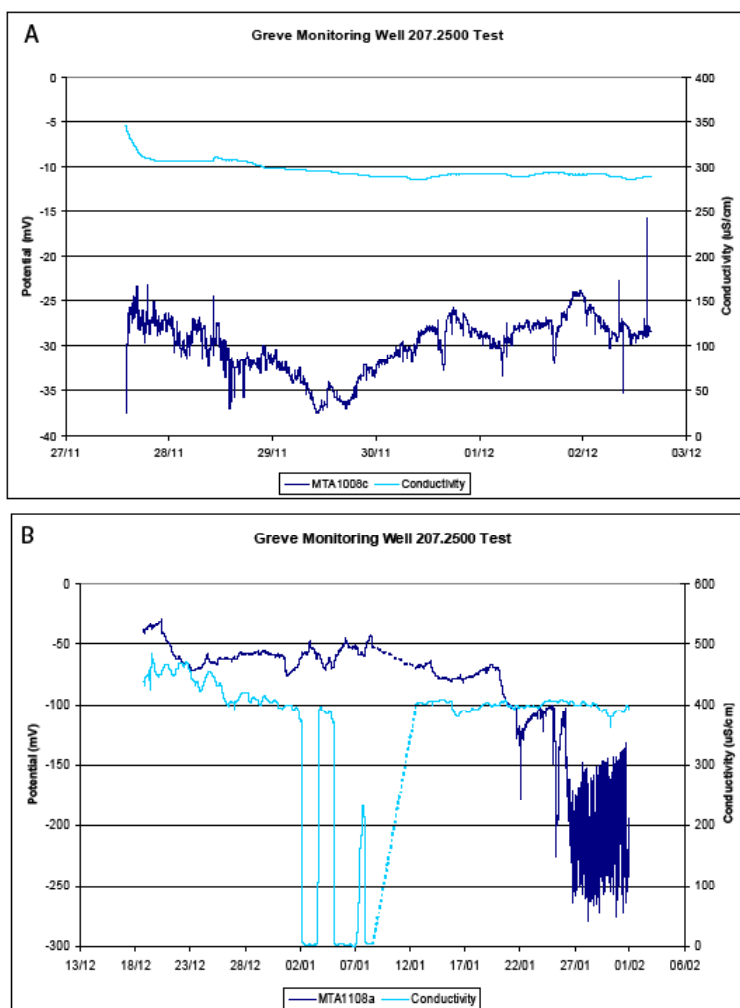 A
Greve Monitoring Well 207.2500 Test
0
-5
-10
-15
-20
-25
-30
-35
-40
Potential (mV)
400
350
300
250
200
150
100
50
0
Conductivity (uS/cm)
27/11 28/11 29/11 30/11 01/12 02/12 03/12
MTA1008c Conductivity
B
Greve Monitoring Well 207.2500 Test
0
-50
-100
-150
-200
-250
-300
Potential (mV)
600
500
400
300
200
100
0
Conductivity (uS/cm)
13/12 18/12 23/12 28/12 02/01 07/01 12/01 17/01 22/01 27/01 01/02 06/02
MTA1108a Conductivity